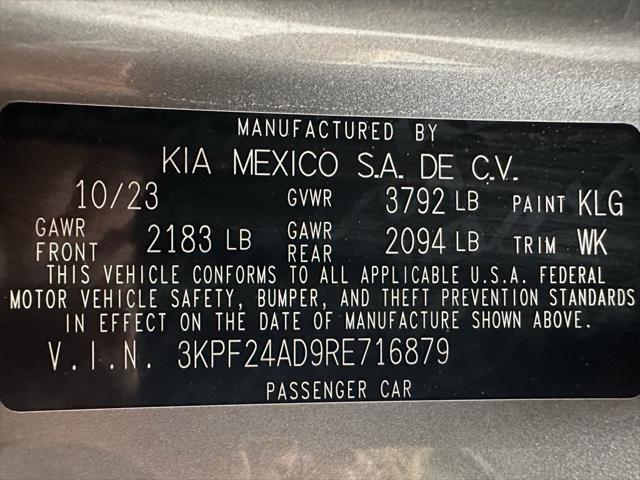 MANUFACTURED BY
KIA MEXICO S.A. DE C.V.
10/23 GVWR 3792 LB PAINT KLG
GAWR FRONT 2183 LB GAWR REAR 2094 LB TRIM WK
THIS VEHICLE CONFORMS TO ALL APPLICABLE U.S.A. FEDERAL
MOTOR VEHICLE SAFETY, BUMPER, AND THEFT PREVENTION STANDARDS
IN EFFECT ON THE DATE OF MANUFACTURE SHOWN ABOVE.
V.I.N. 3KPF24AD9RE716879
PASSENGER CAR